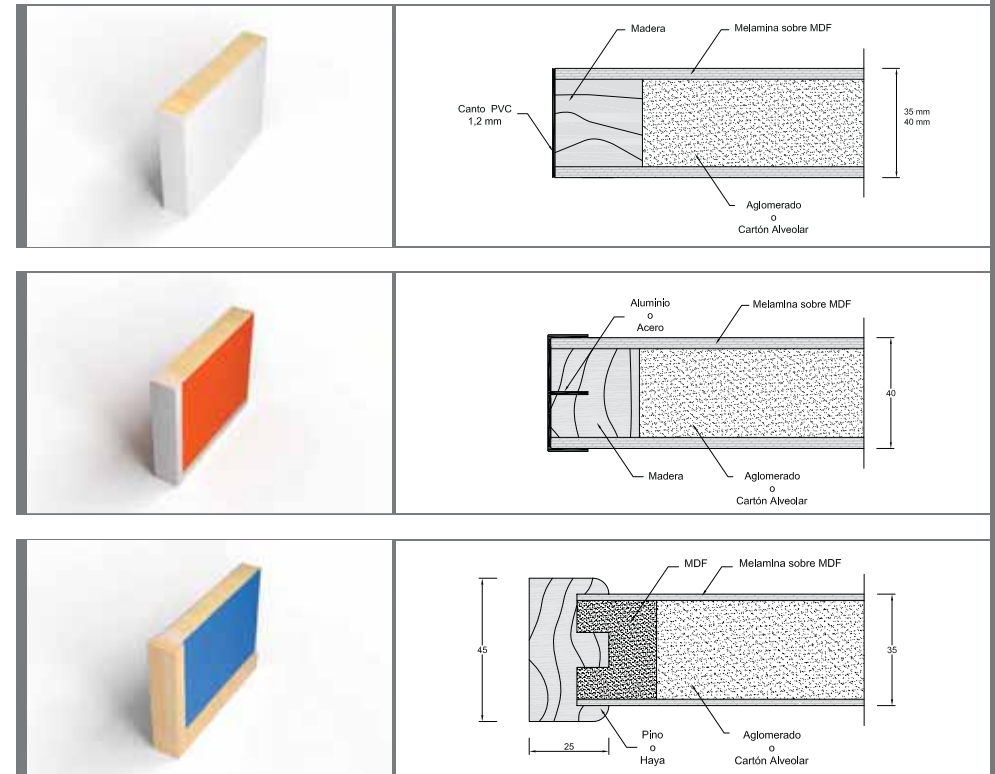 Madera
Melamina sobre MDF
Canto PVC
1,2 mm
35 mm
40 mm
Aglomerado
o
Cartón Alveolar
Aluminio
o
Acero
Melamina sobre MDF
40
Madera
Aglomerado
o
Cartón Alveolar
MDF
Melamina sobre MDF
45
35
25
Pino
o
Haya
Aglomerado
o
Cartón Alveolar